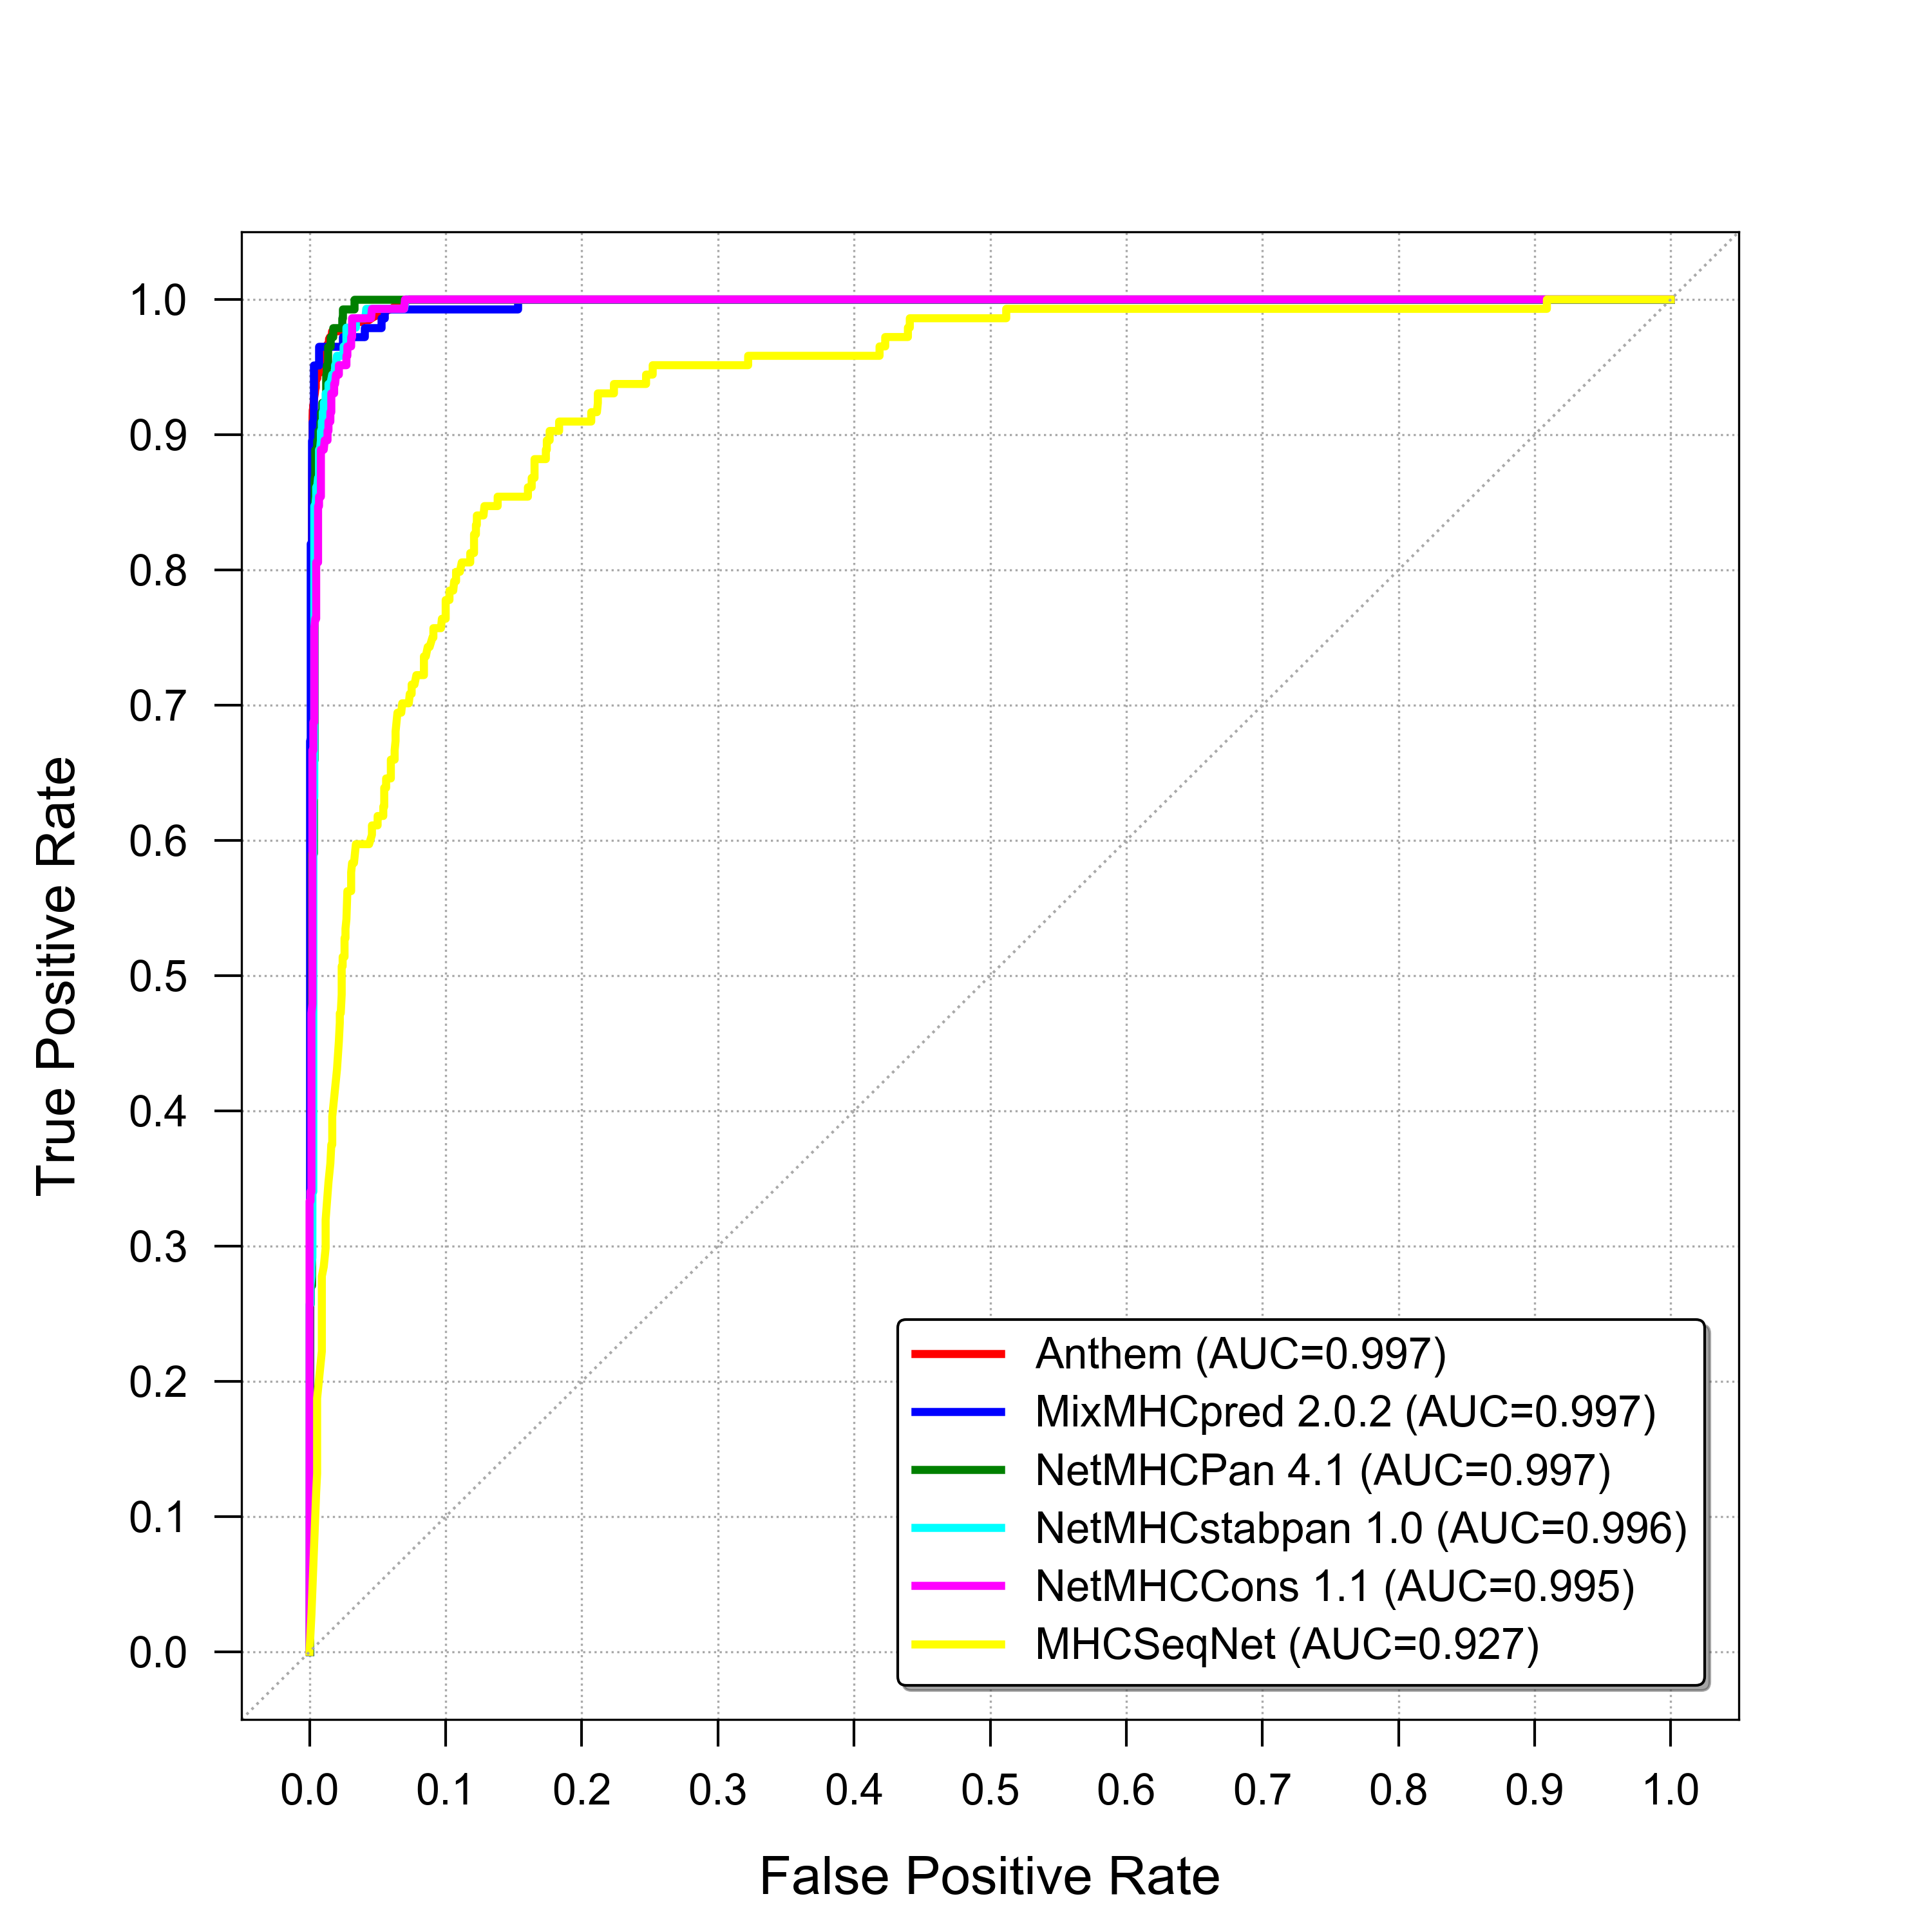 1.0
0.9
0.8
0.7
0.6
0.5
0.4
0.3
0.2
0.1
0.0
True Positive Rate
Anthem (AUC=0.997)
MixMHCpred 2.0.2 (AUC=0.997)
NetMHCPan 4.1 (AUC=0.997)
NetMHCstabpan 1.0 (AUC=0.996)
NetMHCCons 1.1 (AUC=0.995)
MHCSeqNet (AUC=0.927)
0.0 0.1 0.2 0.3 0.4 0.5 0.6 0.7 0.8 0.9 1.0
False Positive Rate